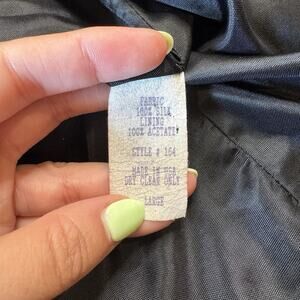 FABRIC
100% SILK
LINING
100% ACETATE
STYLE # 164
MADE IN USA
DRY CLEAN ONLY
LARGE